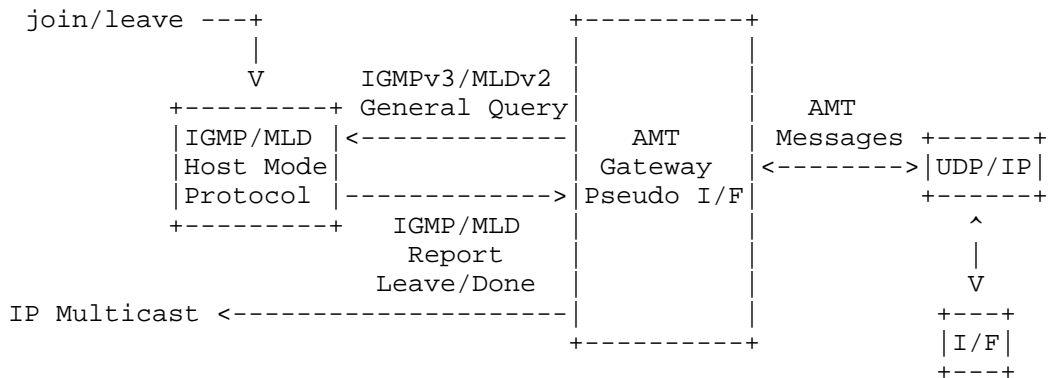 join/leave ---+ +----------+
| | |
V IGMPv3/MLDv2 | |
+---------+ General Query| | AMT
|IGMP/MLD |<-------------| AMT | Messages +------+
|Host Mode| | Gateway |<-------->|UDP/IP|
|Protocol |------------->|Pseudo I/F| +------+
+---------+ IGMP/MLD | | ^
Report | | |
Leave/Done | | V
IP Multicast <---------------------| | +---+
+----------+ |I/F|
+---+